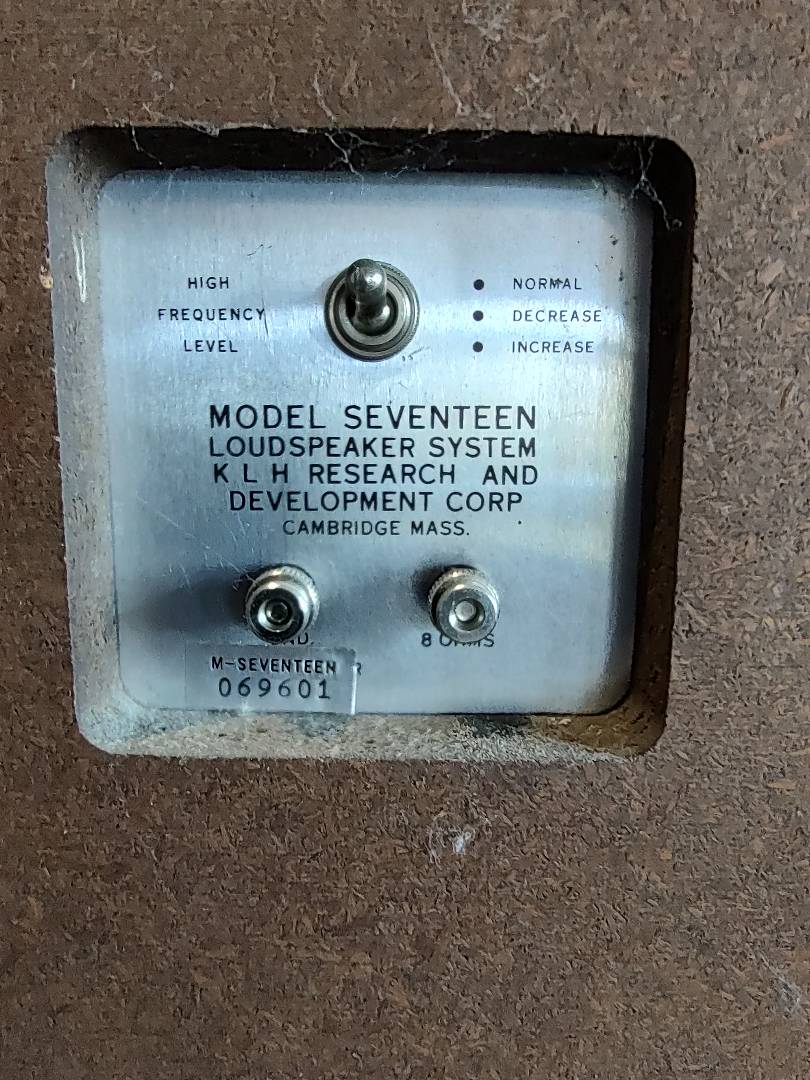 HIGH
FREQUENCY
LEVEL
NORMAL
DECREASE
INCREASE
MODEL SEVENTEEN
LOUDSPEAKER SYSTEM
K L H RESEARCH AND
DEVELOPMENT CORP
CAMBRIDGE MASS.
8 OHMS
M-SEVENTEEN
069601